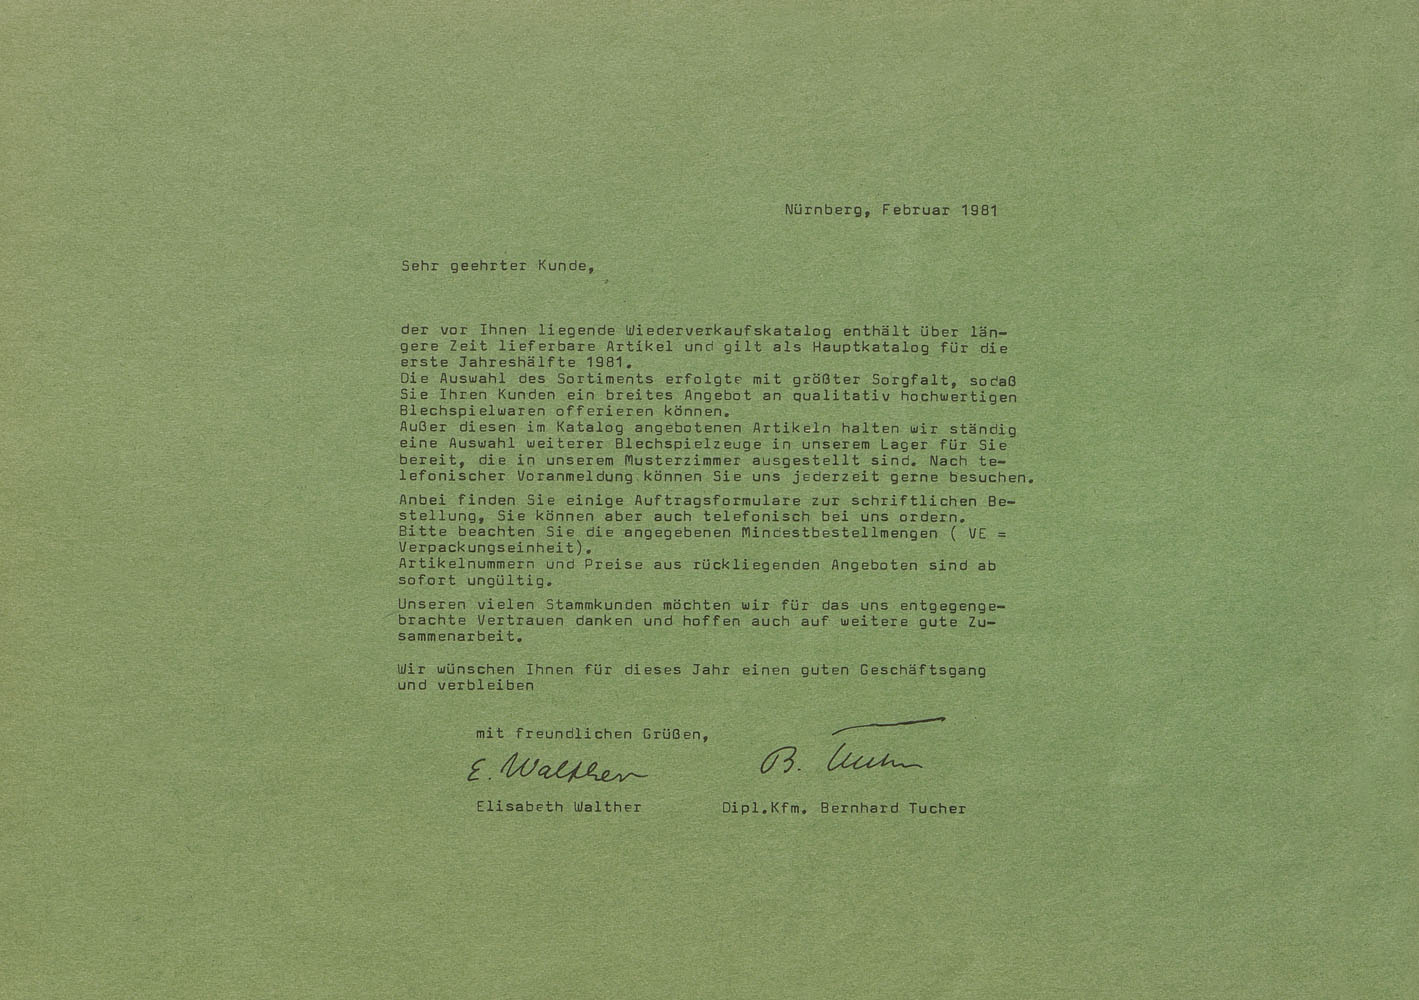 Nürnberg, Februar 1981
Sehr geehrter Kunde,
der vor Ihnen liegende Wiederverkaufskatalog enthält über län-
gere Zeit lieferbare Artikel und gilt als Hauptkatalog für die
erste Jahreshälfte 1981.
Die Auswahl des Sortiments erfolgte mit größter Sorgfalt, sodaß
Sie Ihren Kunden ein breites Angebot an qualitativ hochwertigen
Blechspielwaren offerieren können.
Außer diesen im Katalog angebotenen Artikeln halten wir ständig
eine Auswahl weiterer Blechspielzeuge in unserem Lager für Sie
bereit, die in unserem Musterzimmer ausgestellt sind. Nach te-
lefonischer Voranmeldung können Sie uns jederzeit gerne besuchen.
Anbei finden Sie einige Auftragsformulare zur schriftlichen Be-
stellung, Sie können aber auch telefonisch bei uns ordern.
Bitte beachten Sie die angegebenen Mindestbestellmengen ( VE =
Verpackungseinheit).
Artikelnummern und Preise aus rückliegenden Angeboten sind ab
sofort ungültig.
Unseren vielen Stammkunden möchten wir für das uns entgegenge-
brachte Vertrauen danken und hoffen auch auf weitere gute Zu-
sammenarbeit.
Wir wünschen Ihnen für dieses Jahr einen guten Geschäftsgang
und verbleiben
mit freundlichen Grüßen,
E. Walther B. Tucher
Elisabeth Walther Dipl.Kfm. Bernhard Tucher